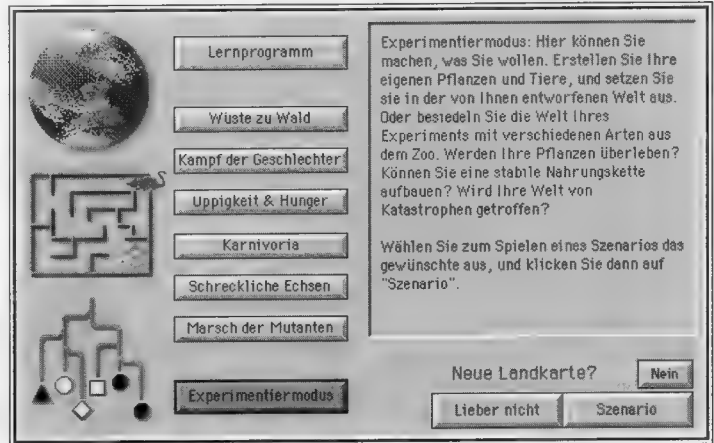 Lernprogramm
Wüste zu Wald
Kampf der Geschlechter
Uppigkeit & Hunger
Karnivoria
Schreckliche Echsen
Marsch der Mutanten
Experimentiermodus
Experimentiermodus: Hier können Sie
machen, was Sie wollen. Erstellen Sie Ihre
eigenen Pflanzen und Tiere, und setzen Sie
sie in der von Ihnen entworfenen Welt aus.
Oder besiedeln Sie die Welt Ihres
Experiments mit verschiedenen Arten aus
dem Zoo. Werden Ihre Pflanzen überleben?
Können Sie eine stabile Nahrungskette
aufbauen? Wird Ihre Welt von
Katastrophen getroffen?
Wählen Sie zum Spielen eines Szenarios das
gewünschte aus, und klicken Sie dann auf
"Szenario".
Neue Landkarte?
Nein
Lieber nicht
Szenario